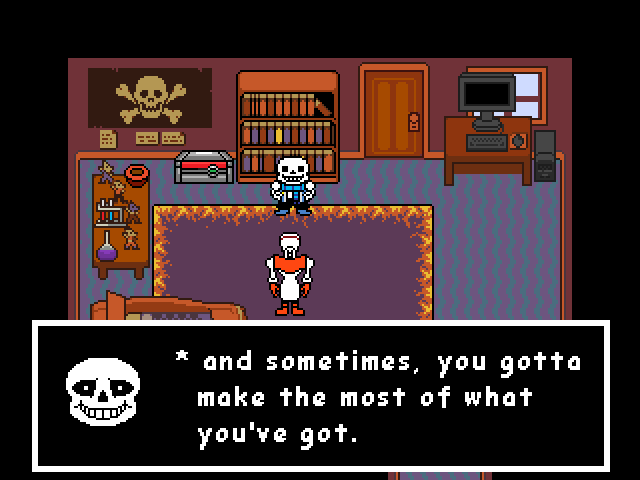 * and sometimes, you gotta
make the most of what
you've got.